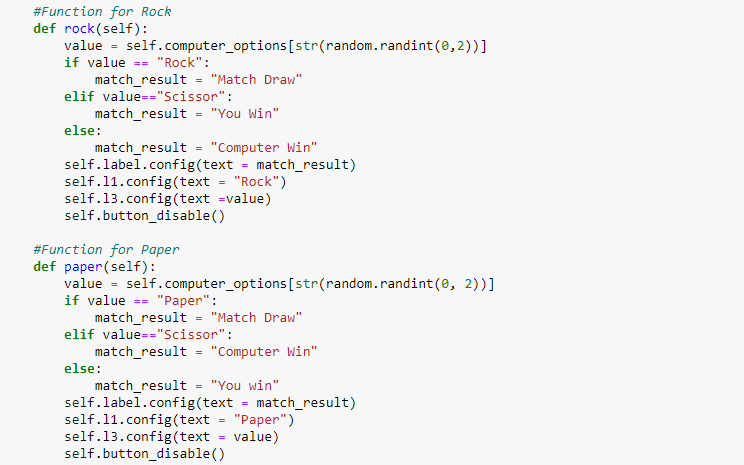 #Function for Rock
def rock(self):
    value = self.computer_options[str(random.randint(0,2))]
    if value == "Rock":
        match_result = "Match Draw"
    elif value=="Scissor":
        match_result = "You Win"
    else:
        match_result = "Computer Win"
    self.label.config(text = match_result)
    self.l1.config(text = "Rock")
    self.l3.config(text =value)
    self.button_disable()

#Function for Paper
def paper(self):
    value = self.computer_options[str(random.randint(0, 2))]
    if value == "Paper":
        match_result = "Match Draw"
    elif value=="Scissor":
        match_result = "Computer Win"
    else:
        match_result = "You win"
    self.label.config(text = match_result)
    self.l1.config(text = "Paper")
    self.l3.config(text = value)
    self.button_disable()